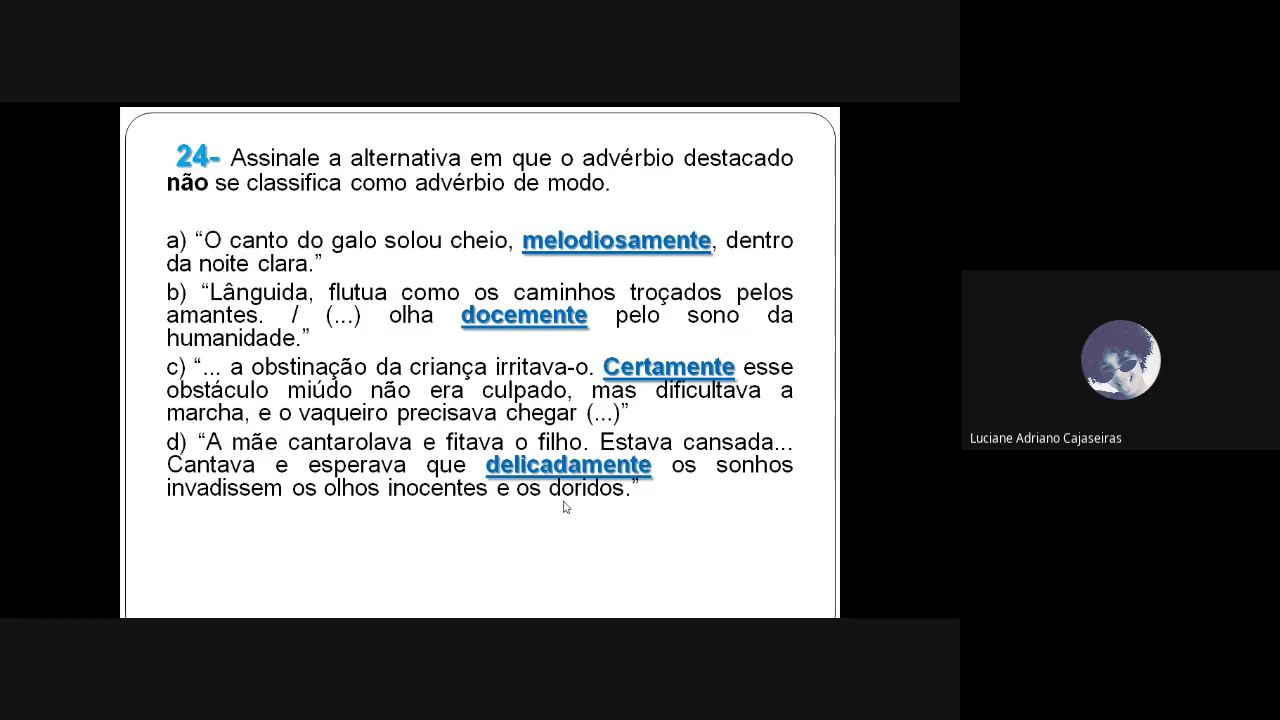 24- Assinale a alternativa em que o advérbio destacado
não se classifica como advérbio de modo.
a) “O canto do galo solou cheio, melodiosamente, dentro
da noite clara.”
b) “Lânguida, flutua como os caminhos troçados pelos
amantes. / (...) olha docemente pelo sono da
humanidade.”
c) “... a obstinação da criança irritava-o. Certamente esse
obstáculo miúdo não era culpado, mas dificultava a
marcha, e o vaqueiro precisava chegar (...)”
d) “A mãe cantarolava e fitava o filho. Estava cansada...
Cantava e esperava que delicadamente os sonhos
invadissem os olhos inocentes e os doridos.”
Luciane Adriano Cajaseiras